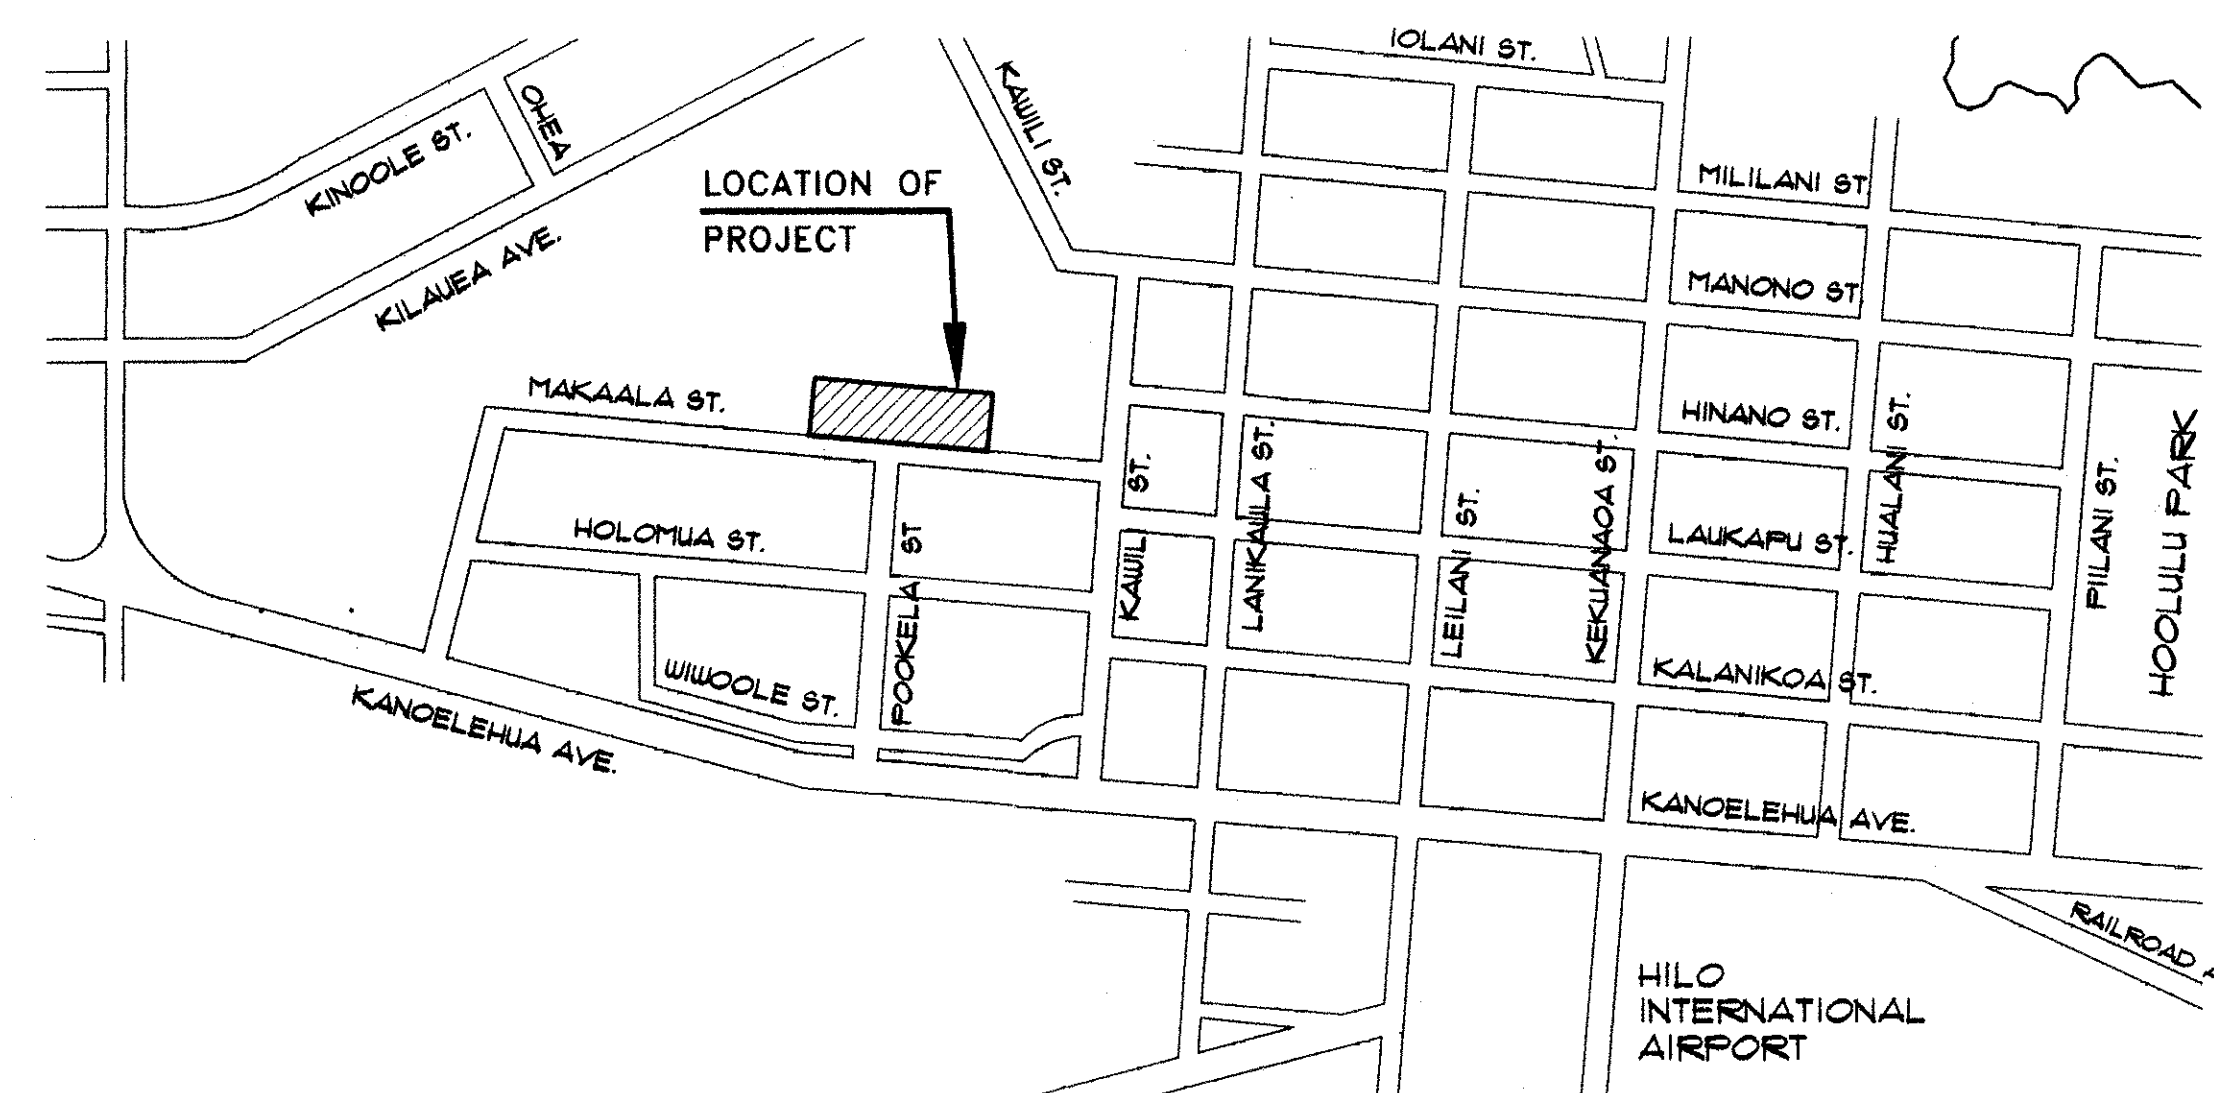 IOLANI ST.
OHEA
KAWILI ST.
KINOOLE ST.
LOCATION OF
PROJECT
MILILANI ST
KILAUEA AVE.
MANONO ST
MAKAALA ST.
HINANO ST.
HUALANI ST.
HOOLULU PARK
KAWILI ST.
LANIKAULA ST.
LEILANI ST.
KEKUANAOA ST.
PIILANI ST.
HOLOMUA ST.
POOKELA ST
LAUKAPU ST.
WIWOOLE ST.
KALANIKOA ST.
KANOELEHUA AVE.
KANOELEHUA AVE.
RAILROAD A
HILO
INTERNATIONAL
AIRPORT